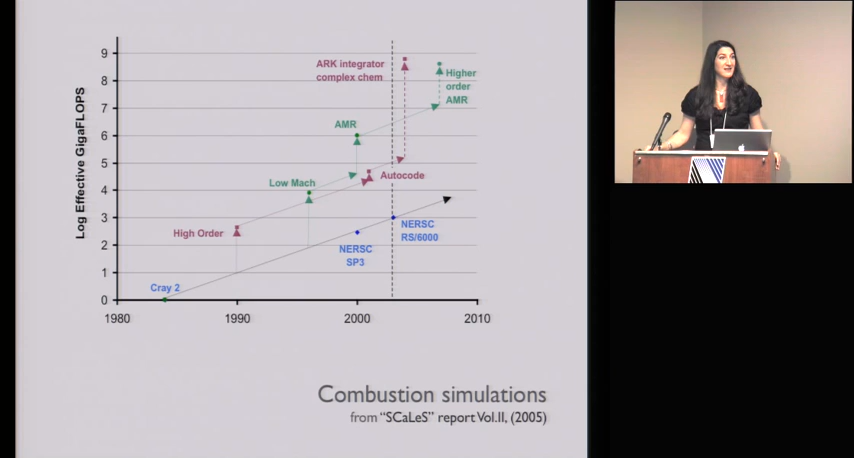 9
8
7
6
5
4
3
2
1
0
Log Effective GigaFLOPS
1980
1990
2000
2010
ARK integrator
complex chem
Higher
order
AMR
AMR
Low Mach
Autocode
High Order
NERSC
RS/6000
NERSC
SP3
Cray 2
Combustion simulations
from “SCaLeS” report Vol.II, (2005)